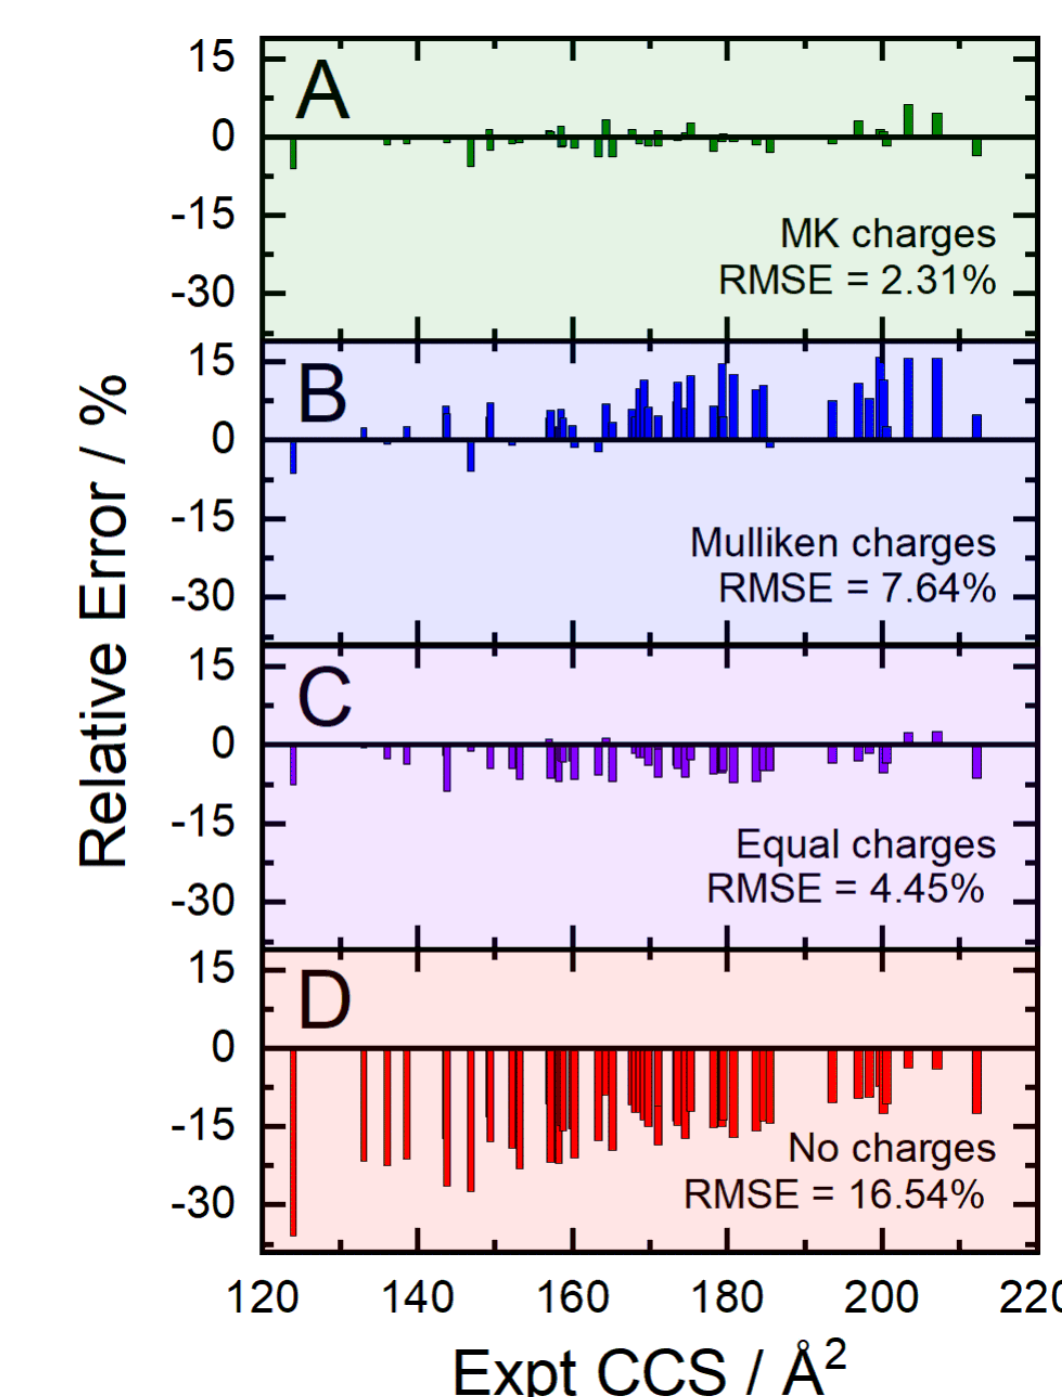 Relative Error / %
A
15
0
-15
-30
MK charges
RMSE = 2.31%
B
15
0
-15
-30
Mulliken charges
RMSE = 7.64%
C
15
0
-15
-30
Equal charges
RMSE = 4.45%
D
15
0
-15
-30
No charges
RMSE = 16.54%
120 140 160 180 200 220
Expt CCS / Å²